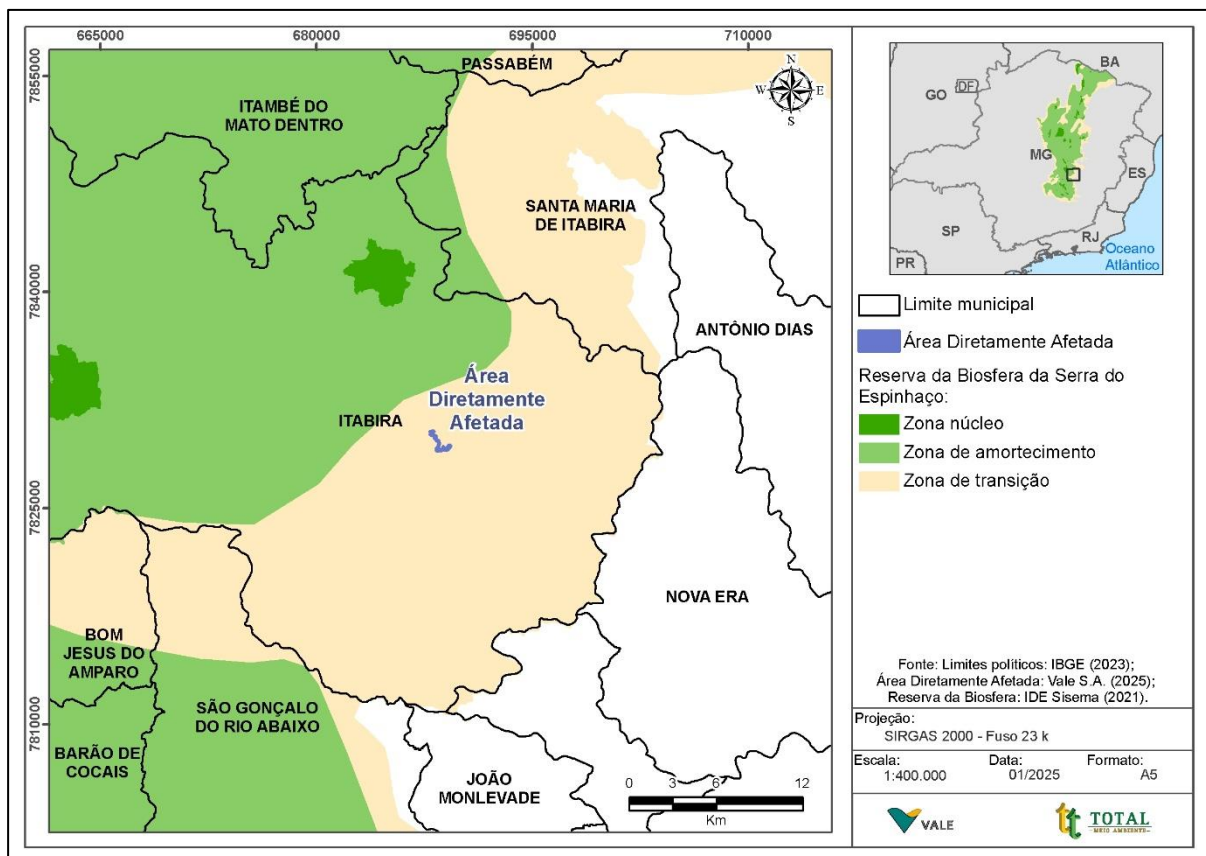 665000
680000
695000
710000
7855000
7840000
7825000
7810000
PASSABÉM
ITAMBÉ DO
MATO DENTRO
N
W E
S
SANTA MARIA
DE ITABIRA
ANTÔNIO DIAS
Área
Diretamente
Afetada
ITABIRA
NOVA ERA
BOM
JESUS DO
AMPARO
SÃO GONÇALO
DO RIO ABAIXO
BARÃO DE
COCAIS
JOÃO
MONLEVADE
0 3 6 12
Km
BA
GO
DF
MG
ES
SP
RJ
PR
Oceano
Atlântico
Limite municipal
Área Diretamente Afetada
Reserva da Biosfera da Serra do
Espinhaço:
Zona núcleo
Zona de amortecimento
Zona de transição
Fonte: Limites políticos: IBGE (2023);
Área Diretamente Afetada: Vale S.A. (2025);
Reserva da Biosfera: IDE Sisema (2021).
Projeção:
SIRGAS 2000 - Fuso 23 k
Escala: Data: Formato:
1:400.000 01/2025 A5
VALE
TOTAL
MEIO AMBIENTE